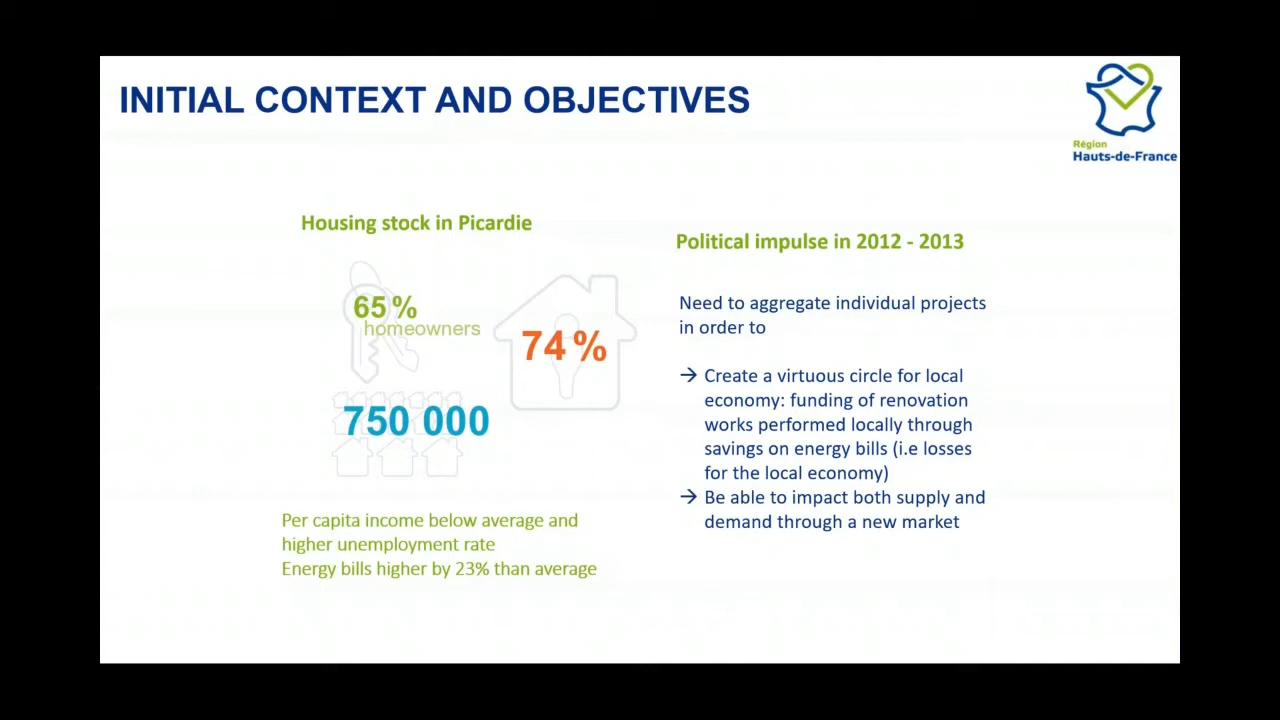 INITIAL CONTEXT AND OBJECTIVES
Région
Hauts-de-France
Housing stock in Picardie
65 %
homeowners
74 %
750 000
Per capita income below average and
higher unemployment rate
Energy bills higher by 23% than average
Political impulse in 2012 - 2013
Need to aggregate individual projects
in order to
→ Create a virtuous circle for local
economy: funding of renovation
works performed locally through
savings on energy bills (i.e losses
for the local economy)
→ Be able to impact both supply and
demand through a new market